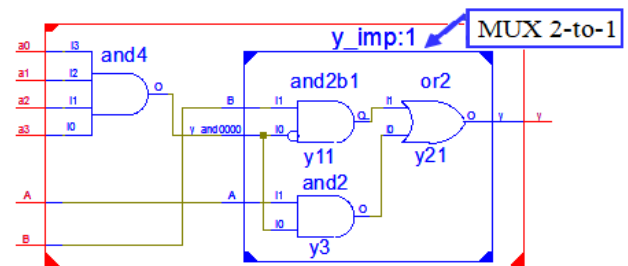 MUX 2-to-1
y_imp:1
and4
a0
I3
a1
I2
a2
I1
a3
I0
O
and2b1
or2
B
I1
O
I1
O
y
y
y_and0000
I0
I0
y11
y21
and2
A
A
I1
O
I0
B
y3